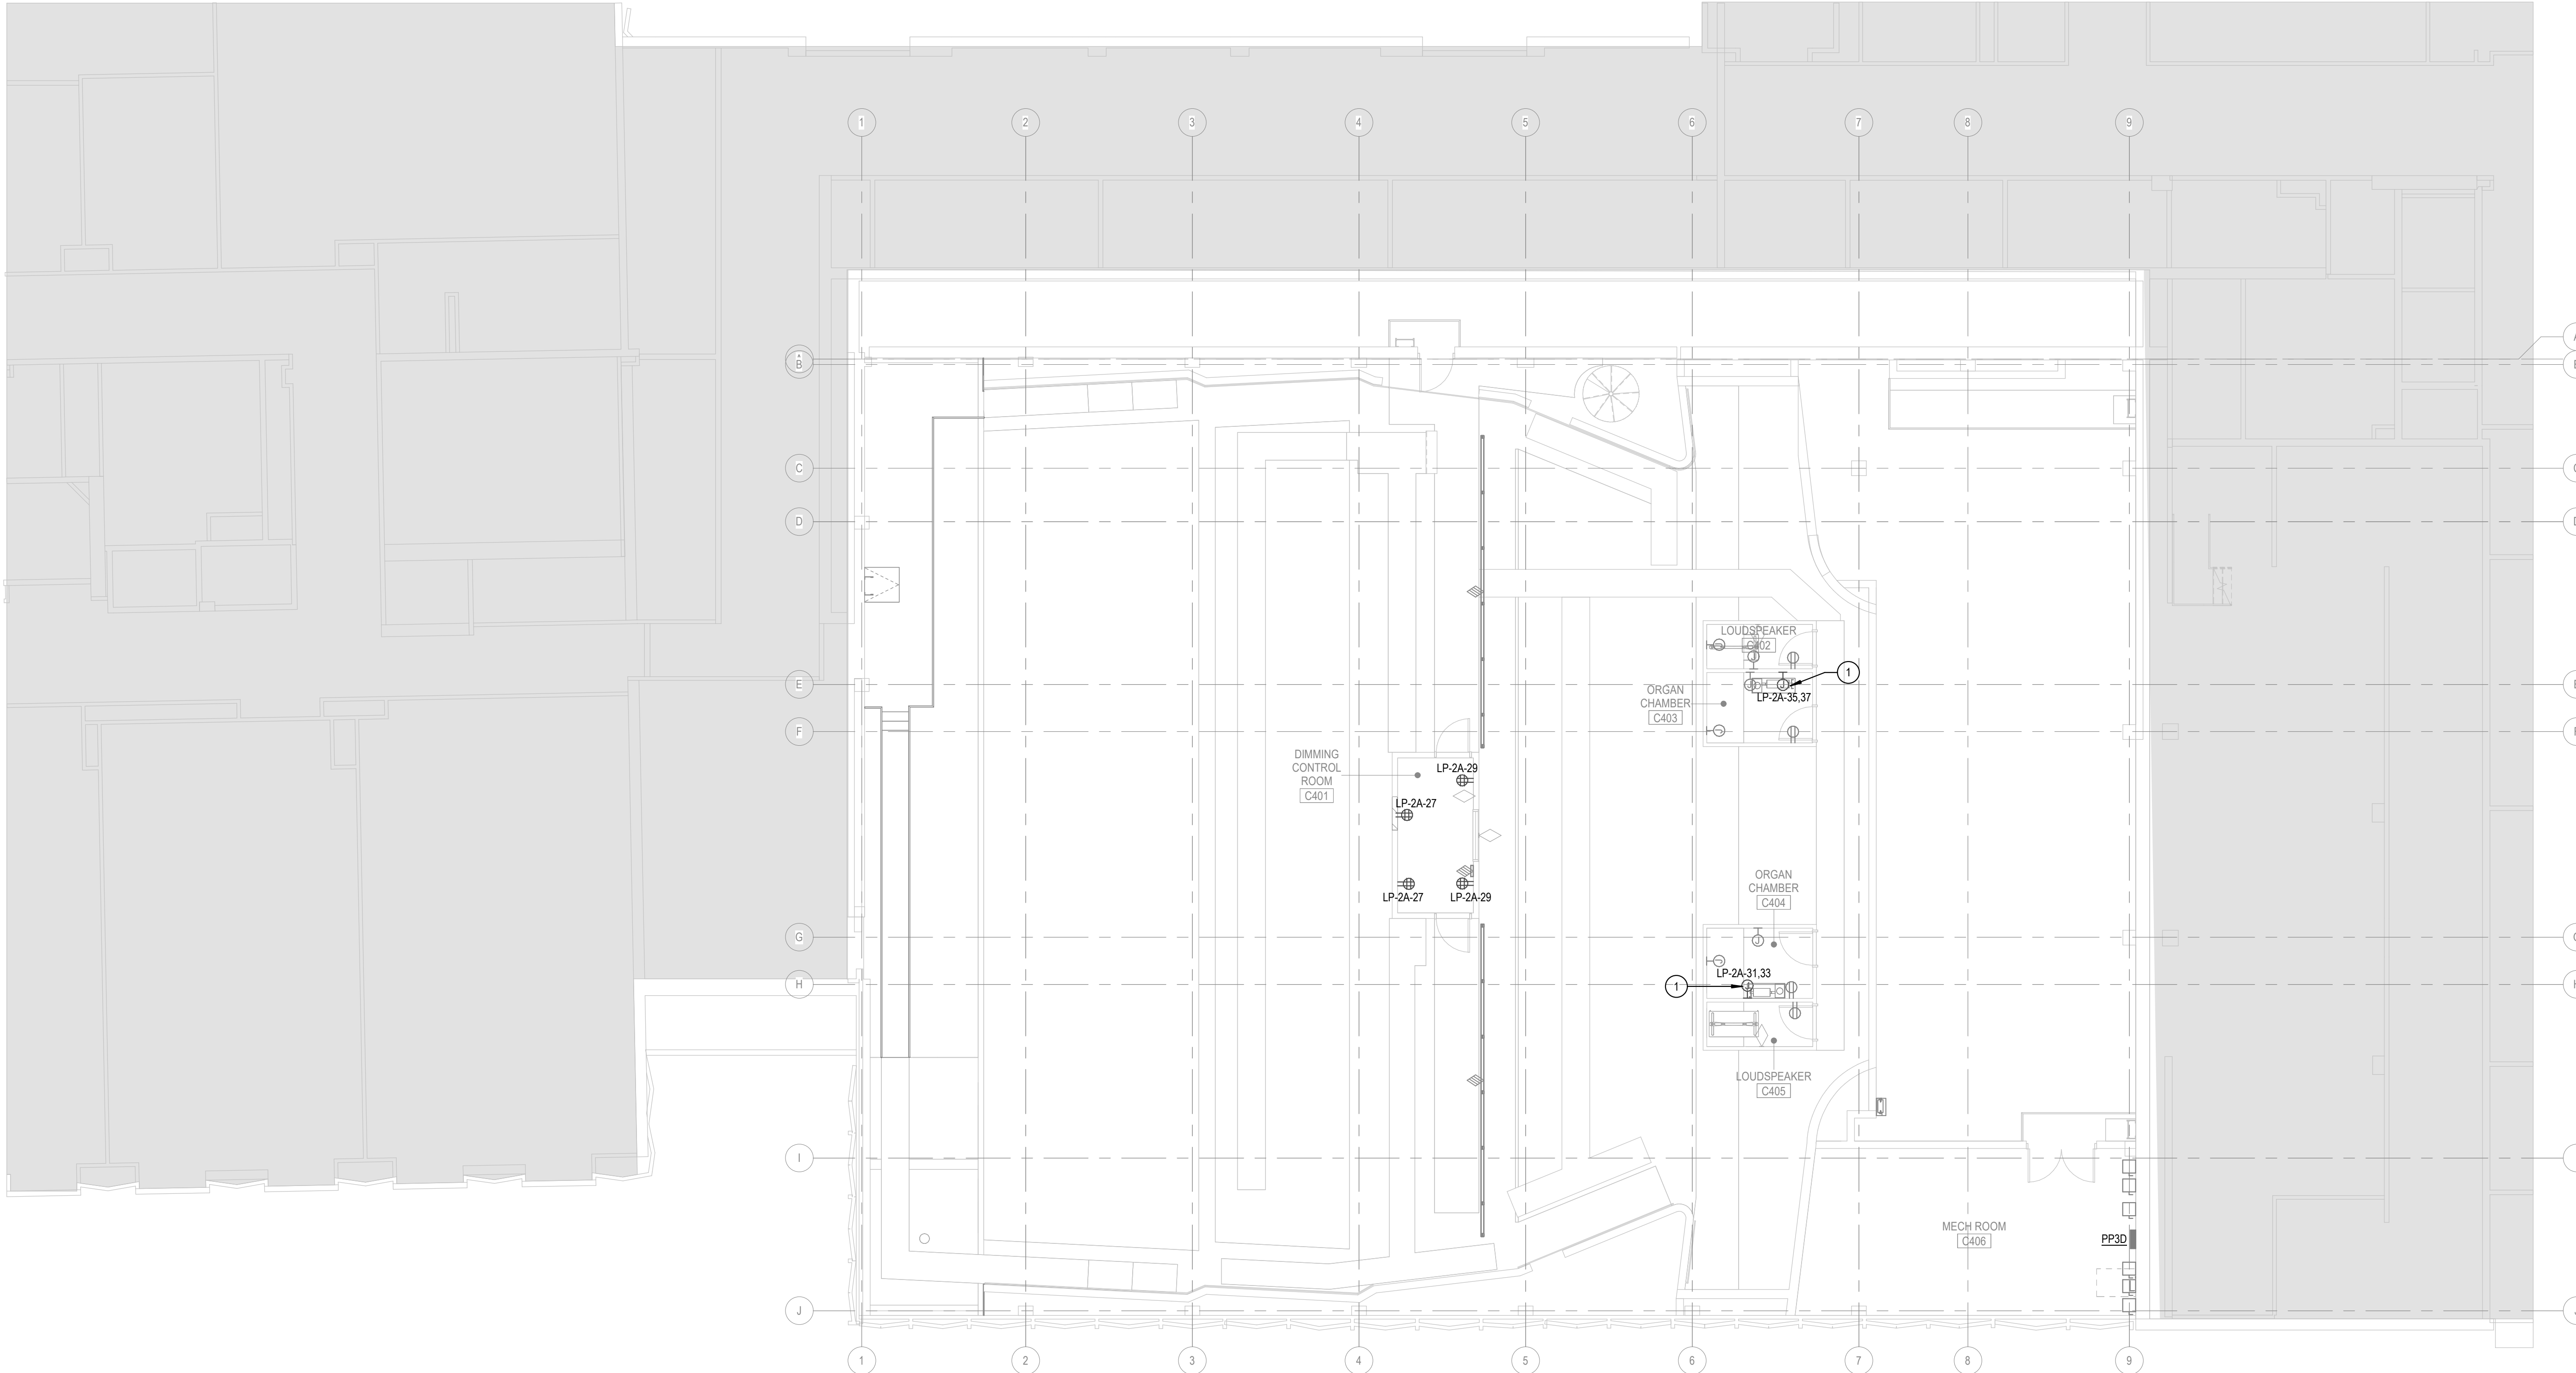 1 2 3 4 5 6 7 8 9
A
B
B
C
D
LOUDSPEAKER
C402
J
J
E
J
J
1
LP-2A-35,37
ORGAN
CHAMBER
C403
J
F
DIMMING
CONTROL
ROOM
C401
LP-2A-29
LP-2A-27
LP-2A-27
LP-2A-29
ORGAN
CHAMBER
C404
G
J
J
LP-2A-31,33
H
1
J
LOUDSPEAKER
C405
I
MECH ROOM
C406
PP3D
J
1 2 3 4 5 6 7 8 9